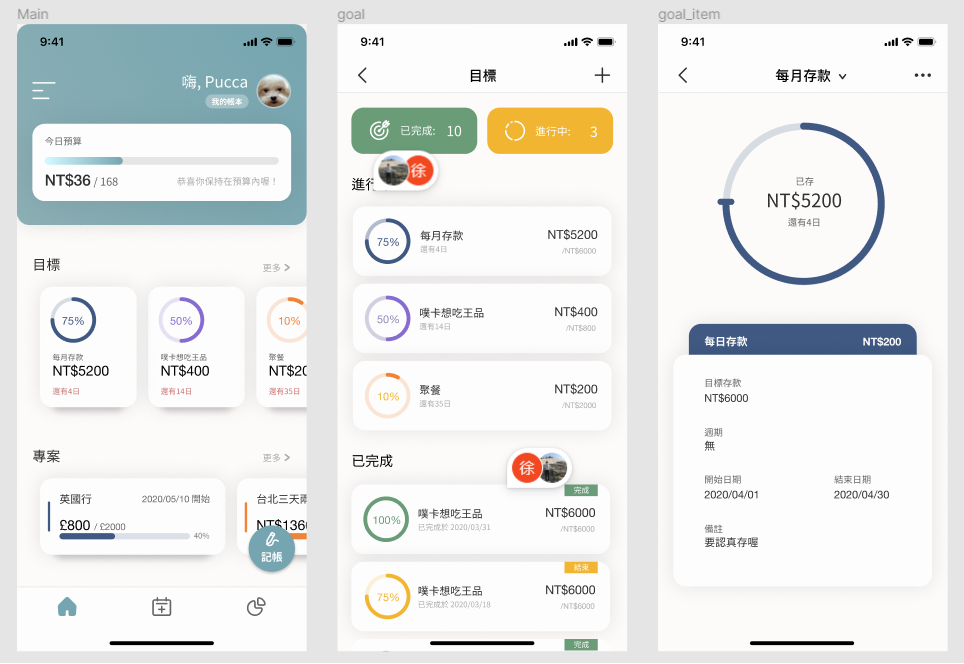 Main
9:41
嗨, Pucca
我的帳本
今日預算
NT$36 / 168
恭喜你保持在預算內喔！
目標
更多 >
75%
每月存款
NT$5200
還有4日
50%
噗卡想吃王品
NT$400
還有14日
10%
聚餐
NT$20
還有35日
專案
更多 >
英國行
2020/05/10 開始
£800 / £2000
40%
台北三天兩
NT$1360
記帳
goal
9:41
目標
已完成: 10
進行中: 3
徐
進行
75%
每月存款
還有4日
NT$5200
/NT$6000
50%
噗卡想吃王品
還有14日
NT$400
/NT$800
10%
聚餐
還有35日
NT$200
/NT$2000
已完成
徐
完成
100%
噗卡想吃王品
已完成於 2020/03/31
NT$6000
/NT$6000
結束
75%
噗卡想吃王品
已完成於 2020/03/18
NT$6000
/NT$6000
完成
goal_item
9:41
每月存款
已存
NT$5200
還有4日
每日存款
NT$200
目標存款
NT$6000
週期
無
開始日期
結束日期
2020/04/01
2020/04/30
備註
要認真存喔